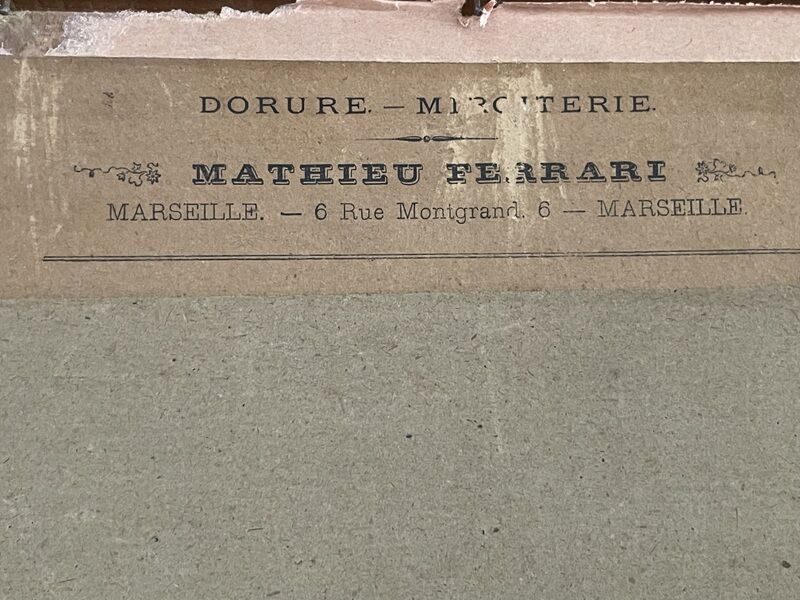 DORURE. — MIROITERIE.
MATHIEU FERRARI
MARSEILLE. — 6 Rue Montgrand. 6 — MARSEILLE.